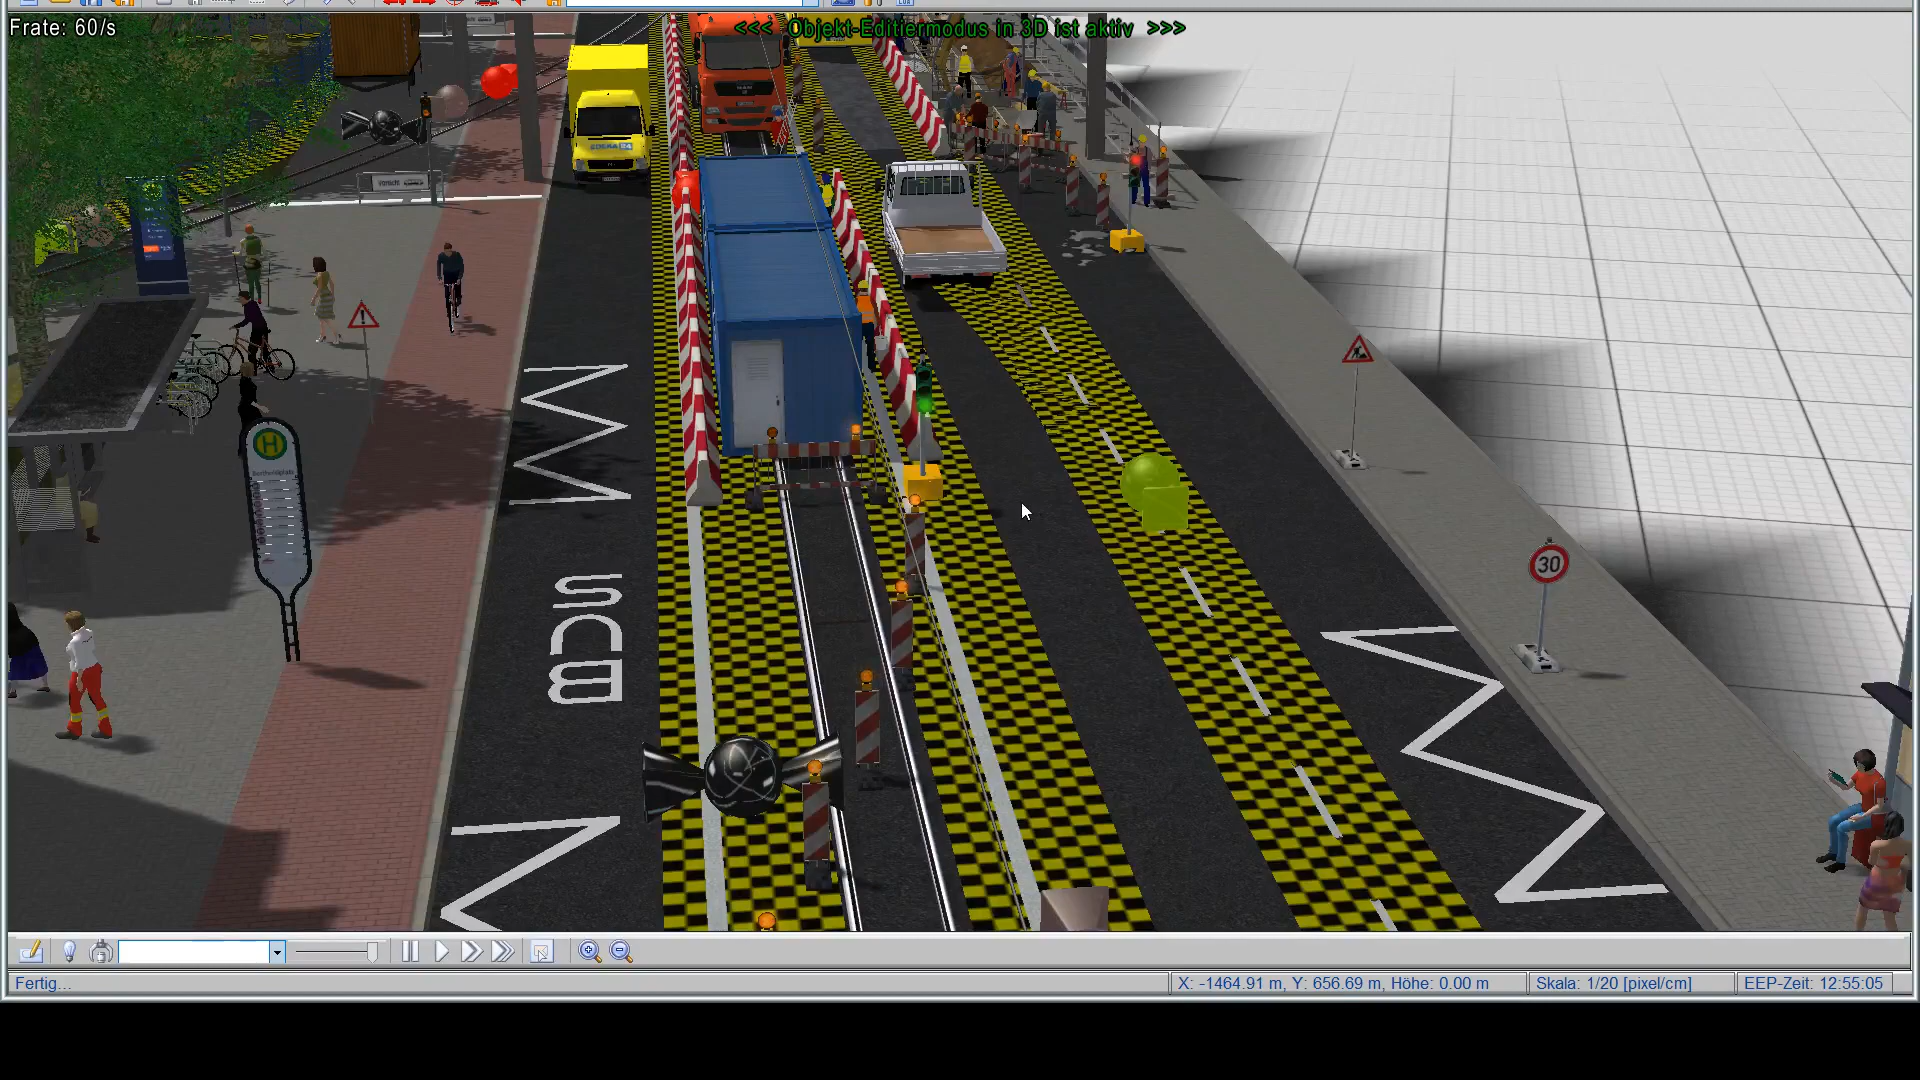 Frate: 60/s
<<< Objekt-Editiermodus in 3D ist aktiv >>>
H
30
BUS
Fertig...
X: -1464.91 m, Y: 656.69 m, Höhe: 0.00 m
Skala: 1/20 [pixel/cm]
EEP-Zeit: 12:55:05